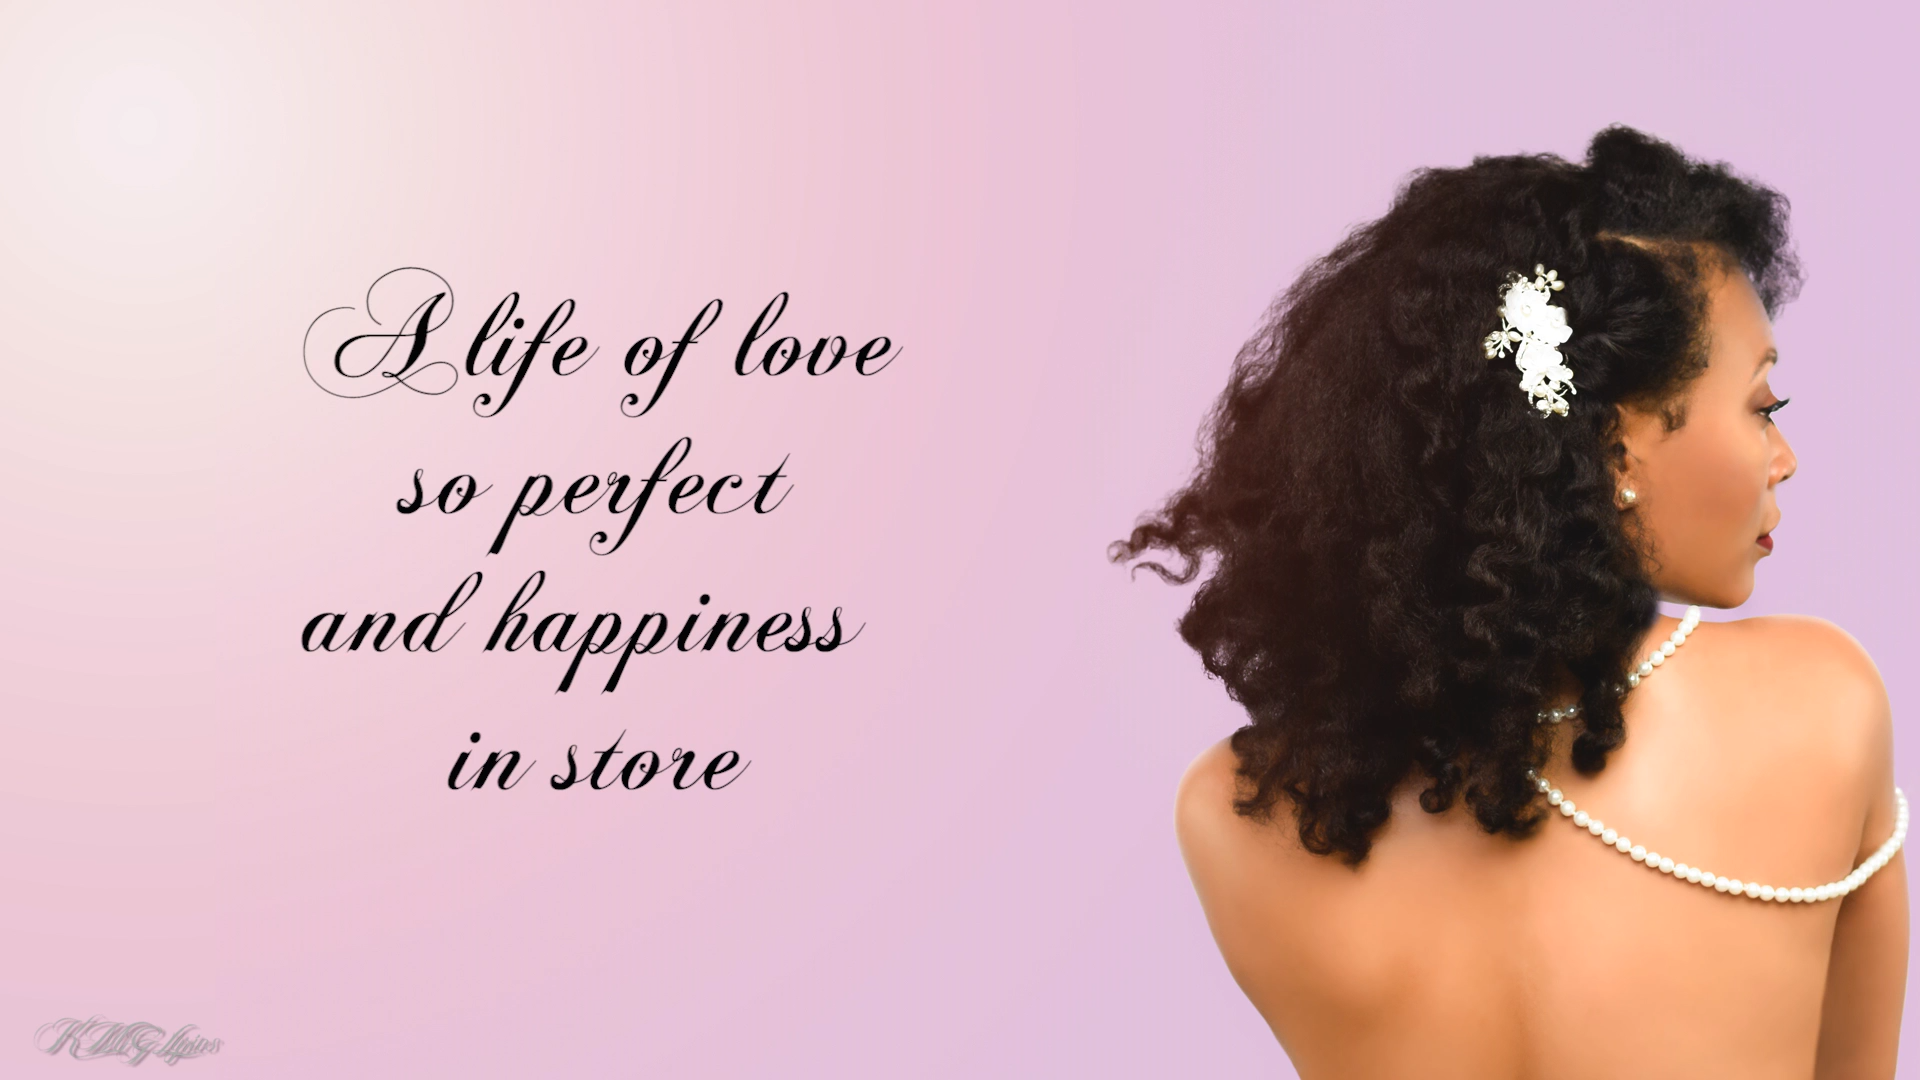 A life of love
so perfect
and happiness
in store